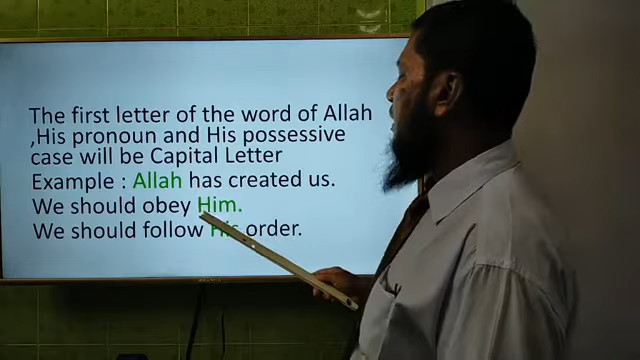 The first letter of the word of Allah
,His pronoun and His possessive
case will be Capital Letter
Example : Allah has created us.
We should obey Him.
We should follow His order.